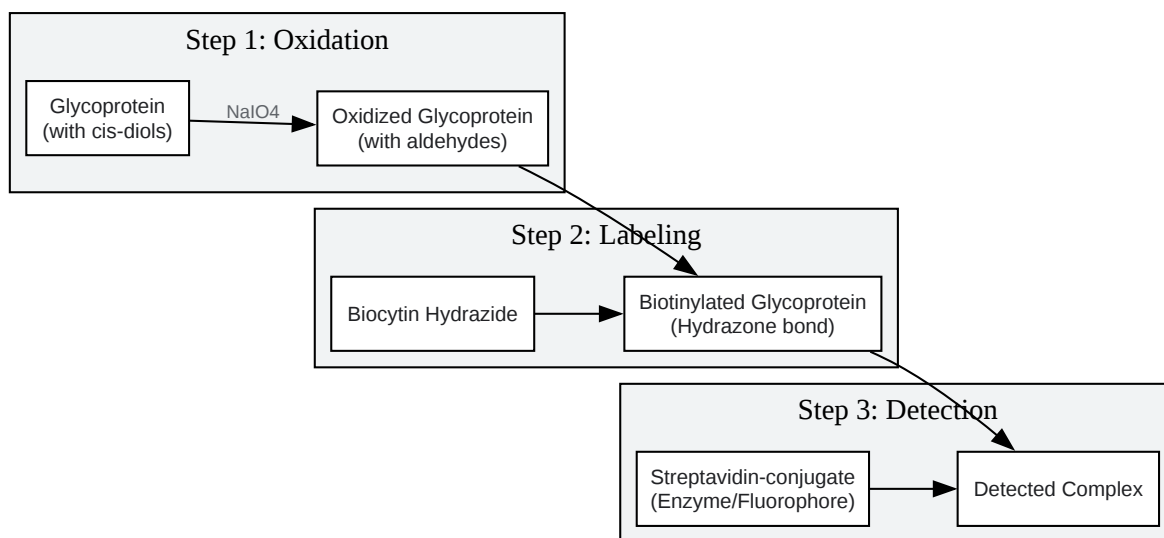 Step 1: Oxidation
Glycoprotein
(with cis-diols)
NaIO4
Oxidized Glycoprotein
(with aldehydes)
Step 2: Labeling
Biocytin Hydrazide
Biotinylated Glycoprotein
(Hydrazone bond)
Step 3: Detection
Streptavidin-conjugate
(Enzyme/Fluorophore)
Detected Complex